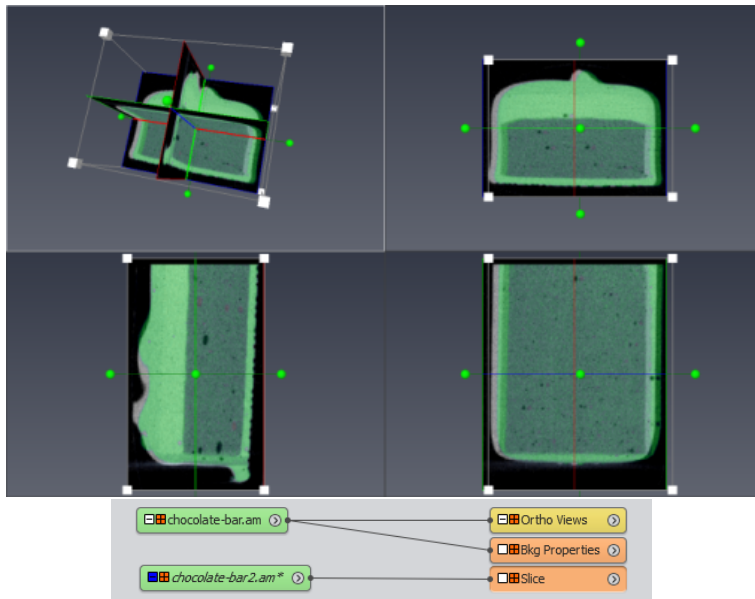 chocolate-bar.am
Ortho Views
Bkg Properties
chocolate-bar2.am*
Slice